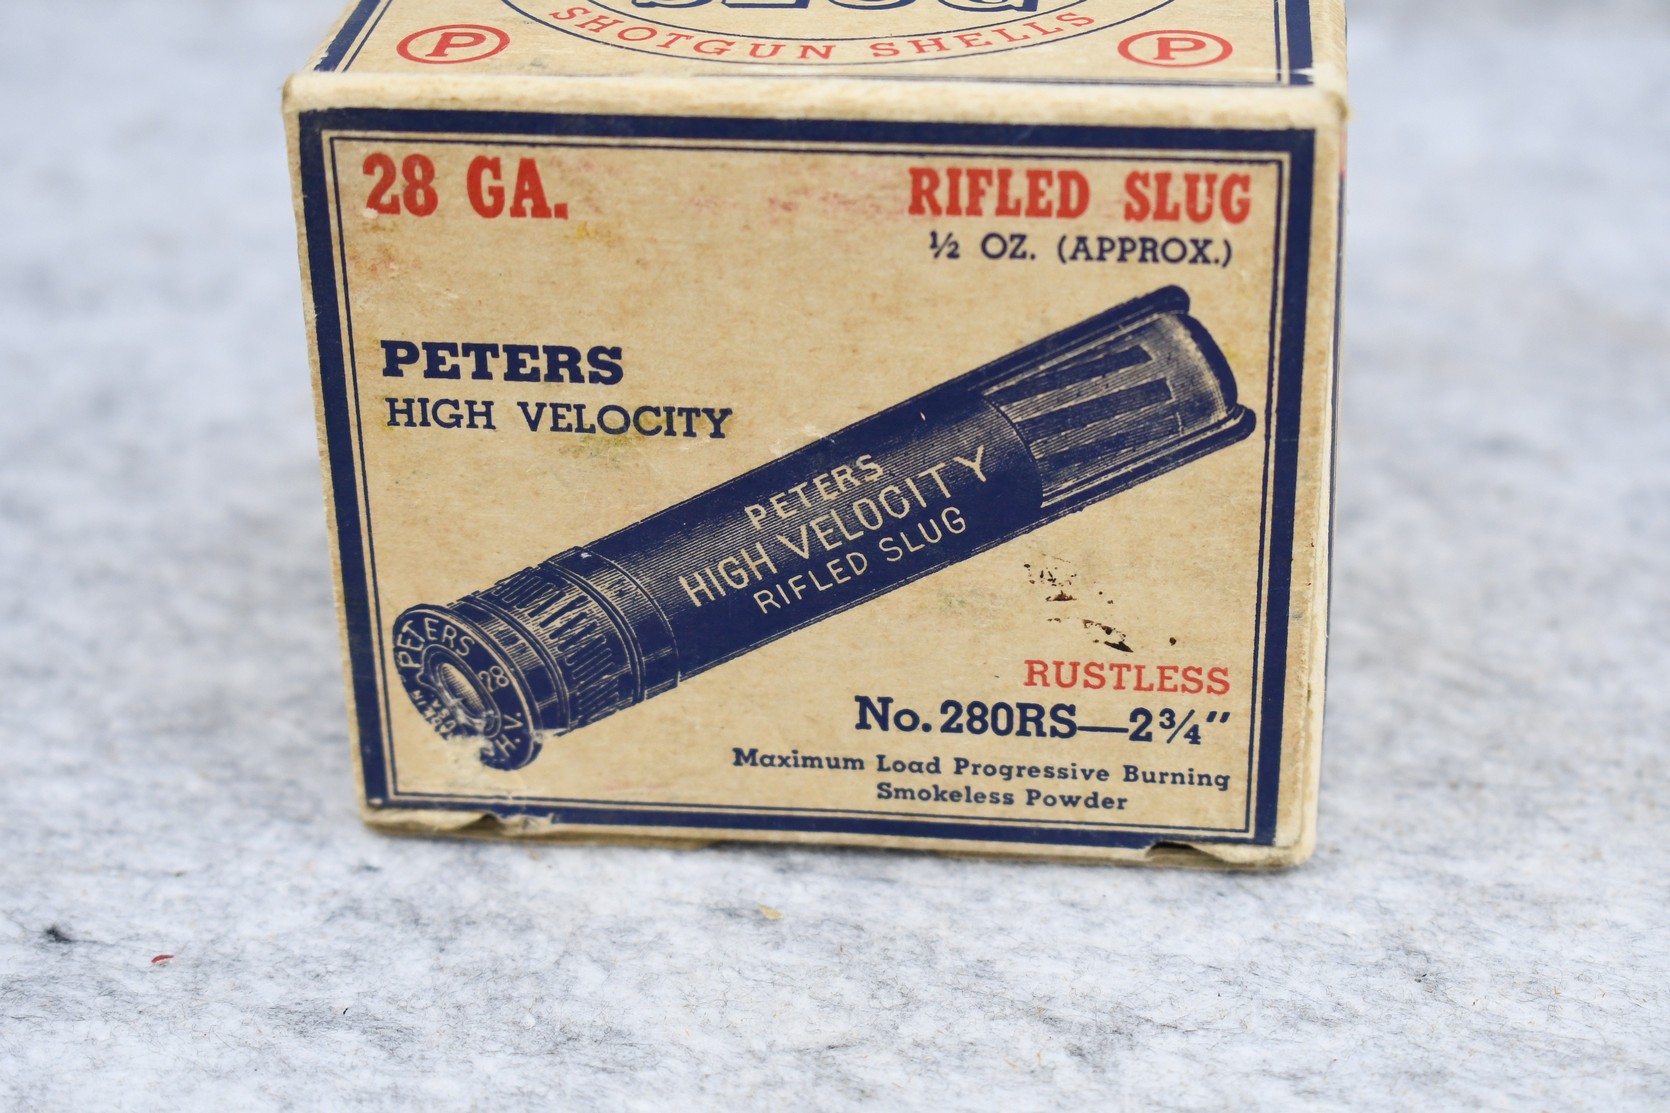 P
SHOTGUN SHELLS
P
28 GA.
RIFLED SLUG
½ OZ. (APPROX.)
PETERS
HIGH VELOCITY
PETERS
HIGH VELOCITY
RIFLED SLUG
PETERS 28
H. V.
RUSTLESS
No. 280RS—2¾"
Maximum Load Progressive Burning
Smokeless Powder